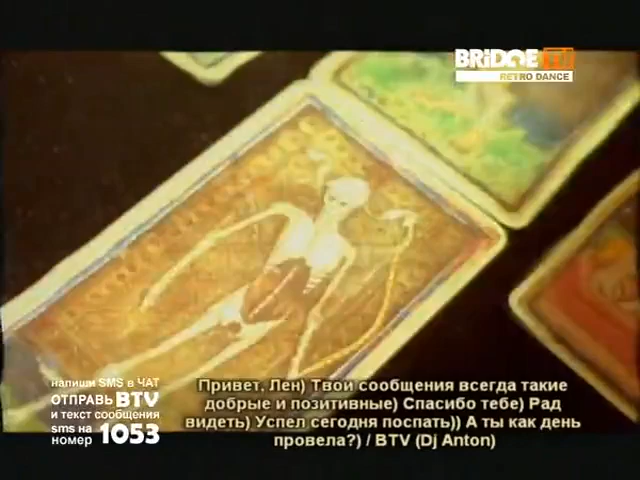 BRIDGE TV
RETRO DANCE
напиши SMS в ЧАТ
ОТПРАВЬ BTV
и текст сообщения
sms на
номер 1053
Привет, Лен) Твои сообщения всегда такие
добрые и позитивные) Спасибо тебе) Рад
видеть) Успел сегодня поспать)) А ты как день
провела?) / BTV (Dj Anton)